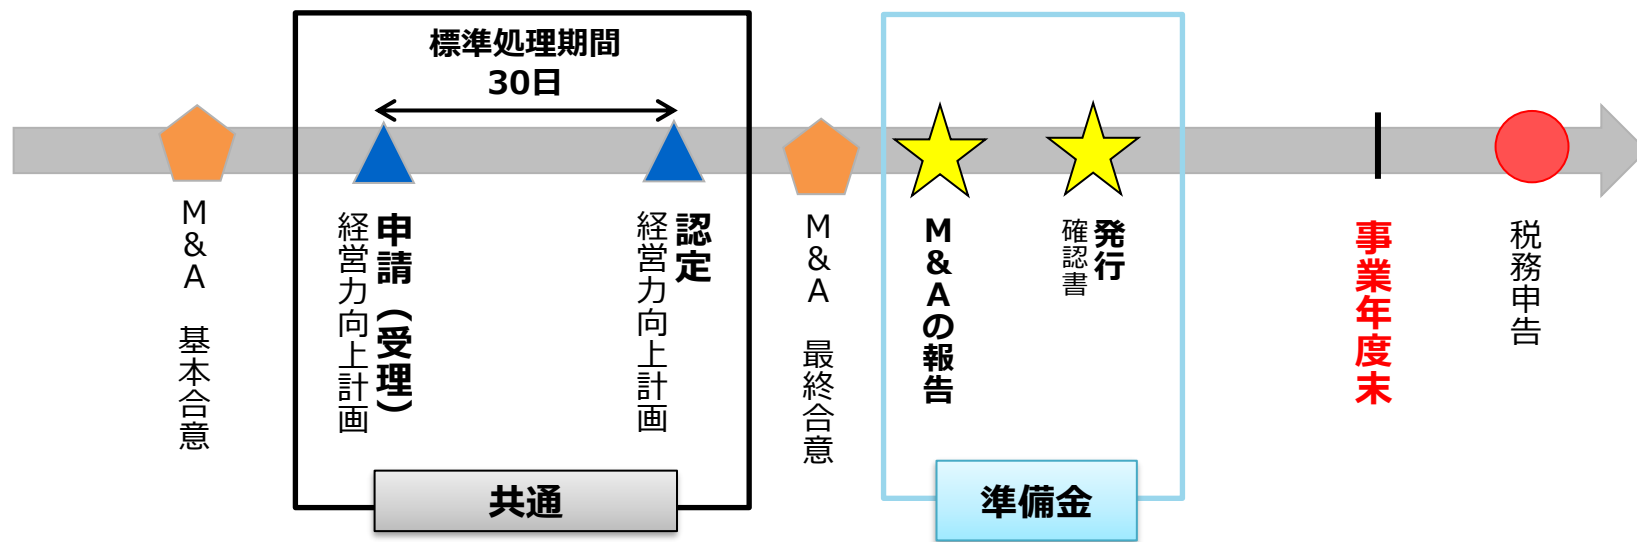 標準処理期間
30日
M&A 基本合意
申請（受理）
経営力向上計画
認定
経営力向上計画
M&A 最終合意
M&Aの報告
発行
確認書
事業年度末
税務申告
共通
準備金